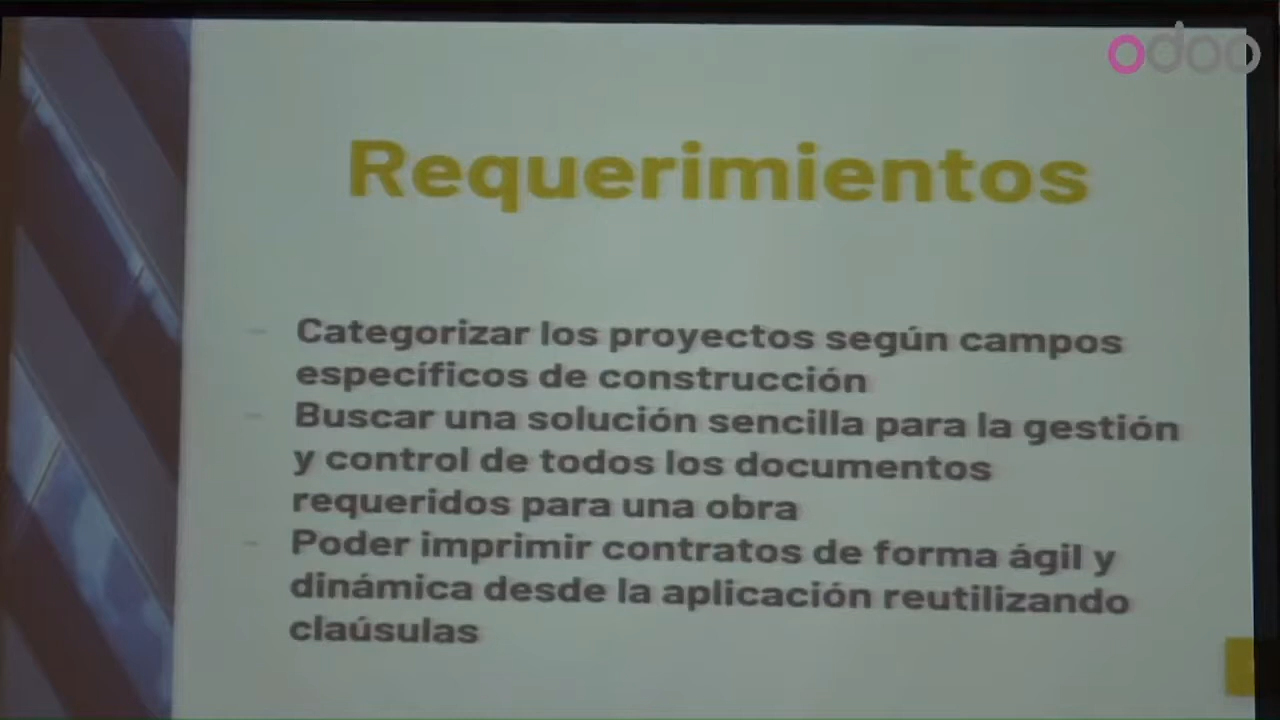 odoo
Requerimientos
- Categorizar los proyectos según campos
específicos de construcción
- Buscar una solución sencilla para la gestión
y control de todos los documentos
requeridos para una obra
- Poder imprimir contratos de forma ágil y
dinámica desde la aplicación reutilizando
claúsulas